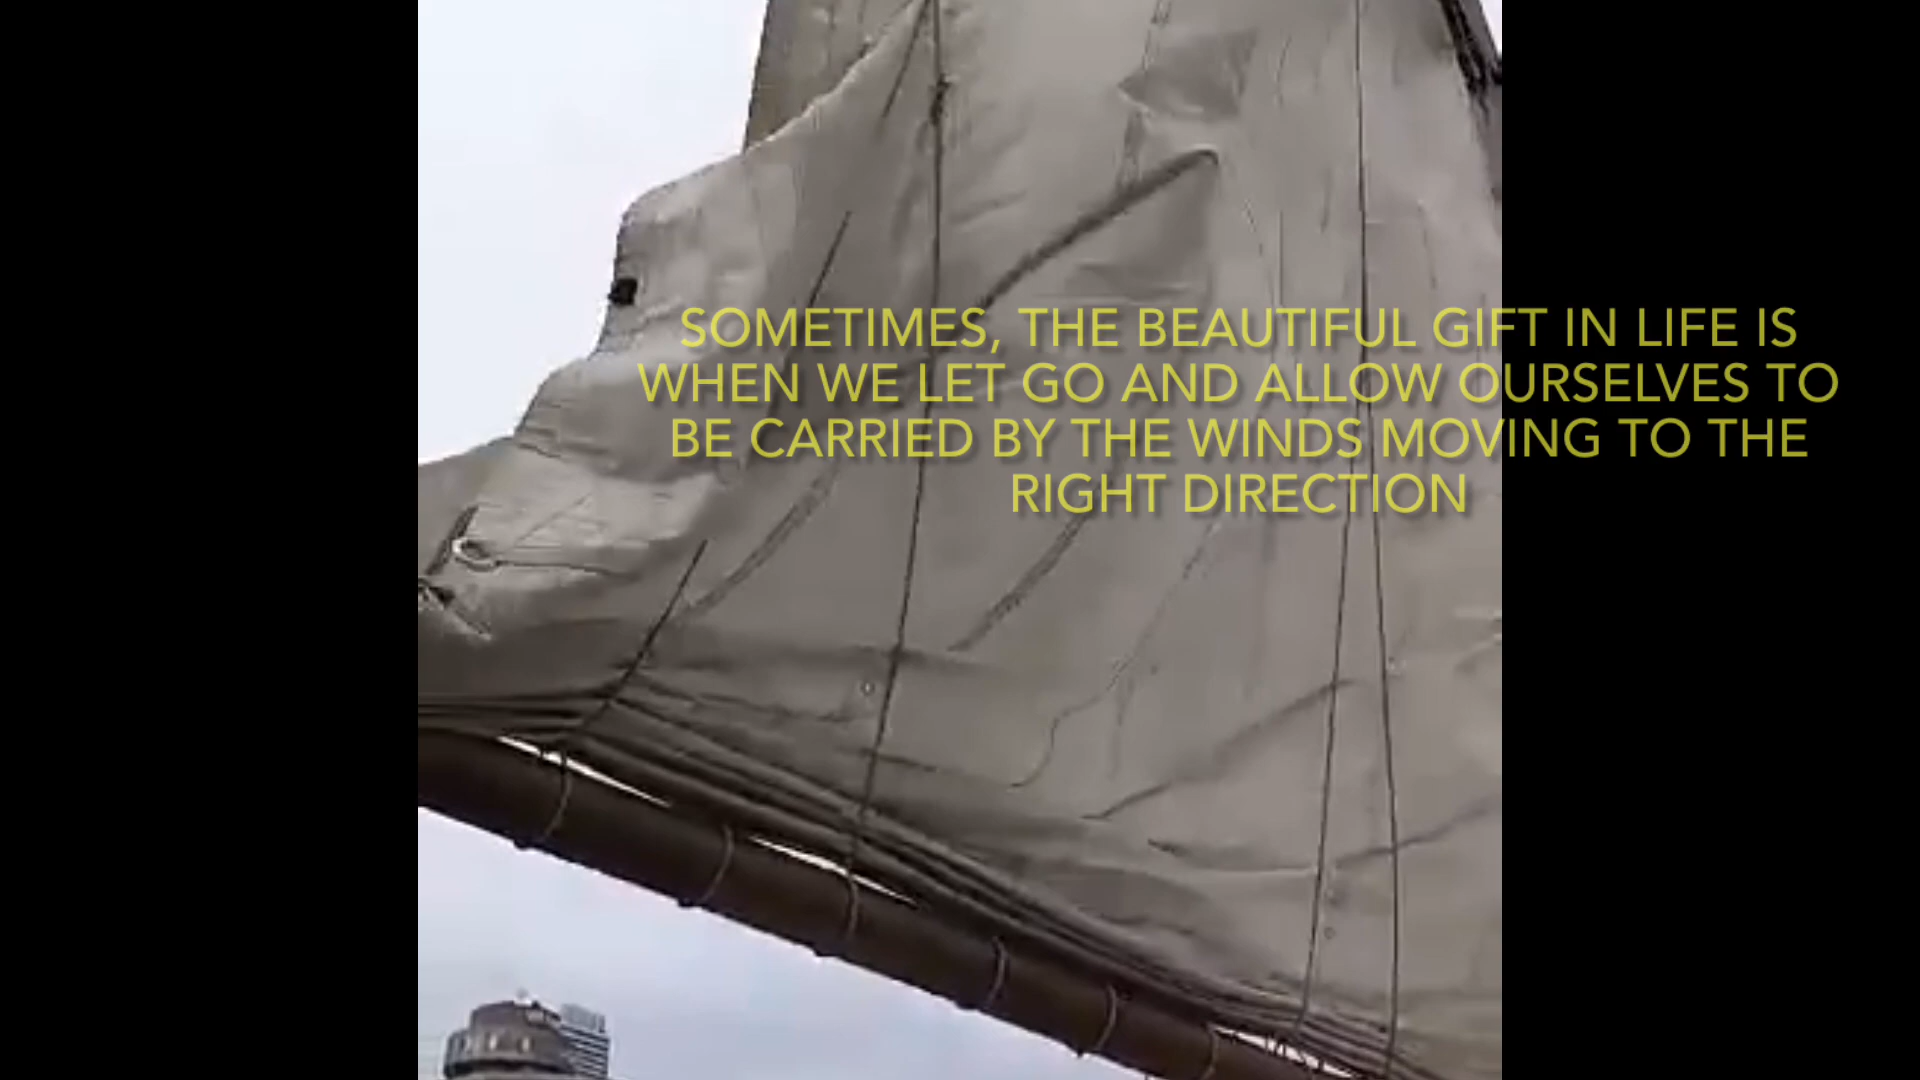 SOMETIMES, THE BEAUTIFUL GIFT IN LIFE IS
WHEN WE LET GO AND ALLOW OURSELVES TO
BE CARRIED BY THE WINDS MOVING TO THE
RIGHT DIRECTION